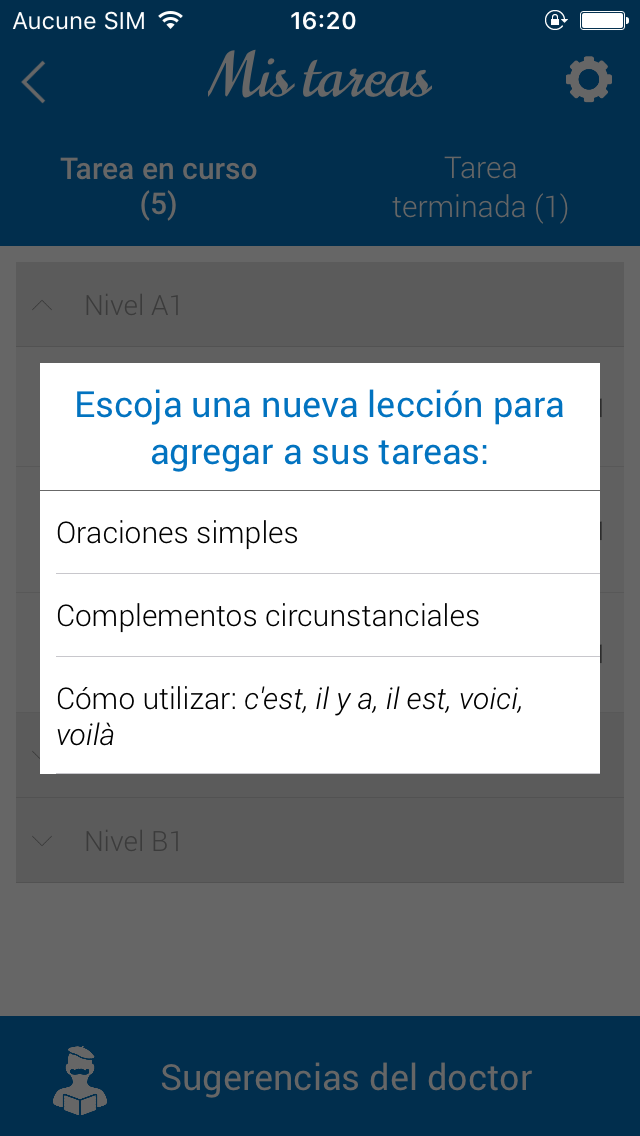 Aucune SIM 16:20
Mis tareas
Tarea en curso
(5)
Tarea
terminada (1)
Nivel A1
Escoja una nueva lección para
agregar a sus tareas:
Oraciones simples
Complementos circunstanciales
Cómo utilizar: c'est, il y a, il est, voici,
voilà
Nivel B1
Sugerencias del doctor